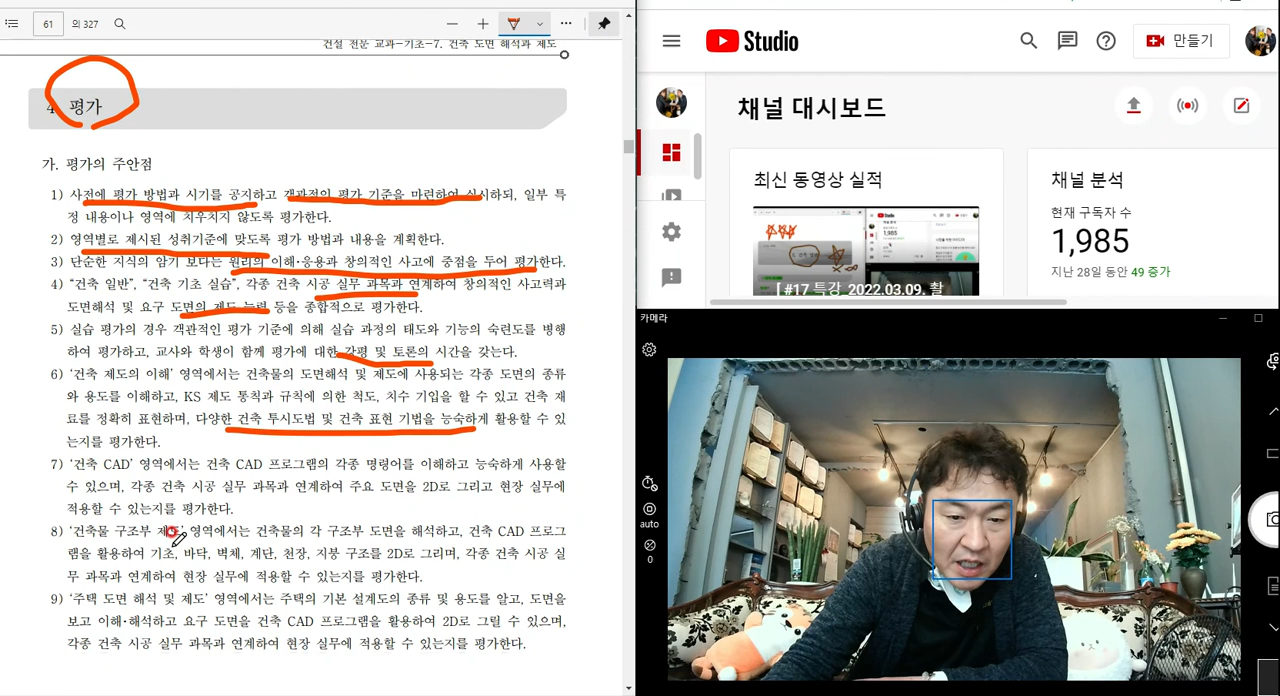 61 의 327
건설 전문 교과-기초-7. 건축 도면 해석과 제도
4. 평가
가. 평가의 주안점
1) 사전에 평가 방법과 시기를 공지하고 객관적인 평가 기준을 마련하여 실시하되, 일부 특
정 내용이나 영역에 치우치지 않도록 평가한다.
2) 영역별로 제시된 성취기준에 맞도록 평가 방법과 내용을 계획한다.
3) 단순한 지식의 암기 보다는 원리의 이해·응용과 창의적인 사고에 중점을 두어 평가한다.
4) “건축 일반”, “건축 기초 실습”, 각종 건축 시공 실무 과목과 연계하여 창의적인 사고력과
도면해석 및 요구 도면의 제도 능력 등을 종합적으로 평가한다.
5) 실습 평가의 경우 객관적인 평가 기준에 의해 실습 과정의 태도와 기능의 숙련도를 병행
하여 평가하고, 교사와 학생이 함께 평가에 대한 강평 및 토론의 시간을 갖는다.
6) ‘건축 제도의 이해’ 영역에서는 건축물의 도면해석 및 제도에 사용되는 각종 도면의 종류
와 용도를 이해하고, KS 제도 통칙과 규칙에 의한 척도, 치수 기입을 할 수 있고 건축 재
료를 정확히 표현하며, 다양한 건축 투시도법 및 건축 표현 기법을 능숙하게 활용할 수 있
는지를 평가한다.
7) ‘건축 CAD’ 영역에서는 건축 CAD 프로그램의 각종 명령어를 이해하고 능숙하게 사용할
수 있으며, 각종 건축 시공 실무 과목과 연계하여 주요 도면을 2D로 그리고 현장 실무에
적용할 수 있는지를 평가한다.
8) ‘건축물 구조부 제도’ 영역에서는 건축물의 각 구조부 도면을 해석하고, 건축 CAD 프로그
램을 활용하여 기초, 바닥, 벽체, 계단, 천장, 지붕 구조를 2D로 그리며, 각종 건축 시공 실
무 과목과 연계하여 현장 실무에 적용할 수 있는지를 평가한다.
9) ‘주택 도면 해석 및 제도’ 영역에서는 주택의 기본 설계도의 종류 및 용도를 알고, 도면을
보고 이해·해석하고 요구 도면을 건축 CAD 프로그램을 활용하여 2D로 그릴 수 있으며,
각종 건축 시공 실무 과목과 연계하여 현장 실무에 적용할 수 있는지를 평가한다.
Studio
만들기
채널 대시보드
최신 동영상 실적
[ #17 특강 2022.03.09. 촬
채널 분석
현재 구독자 수
1,985
지난 28일 동안 49 증가
카메라
auto
0